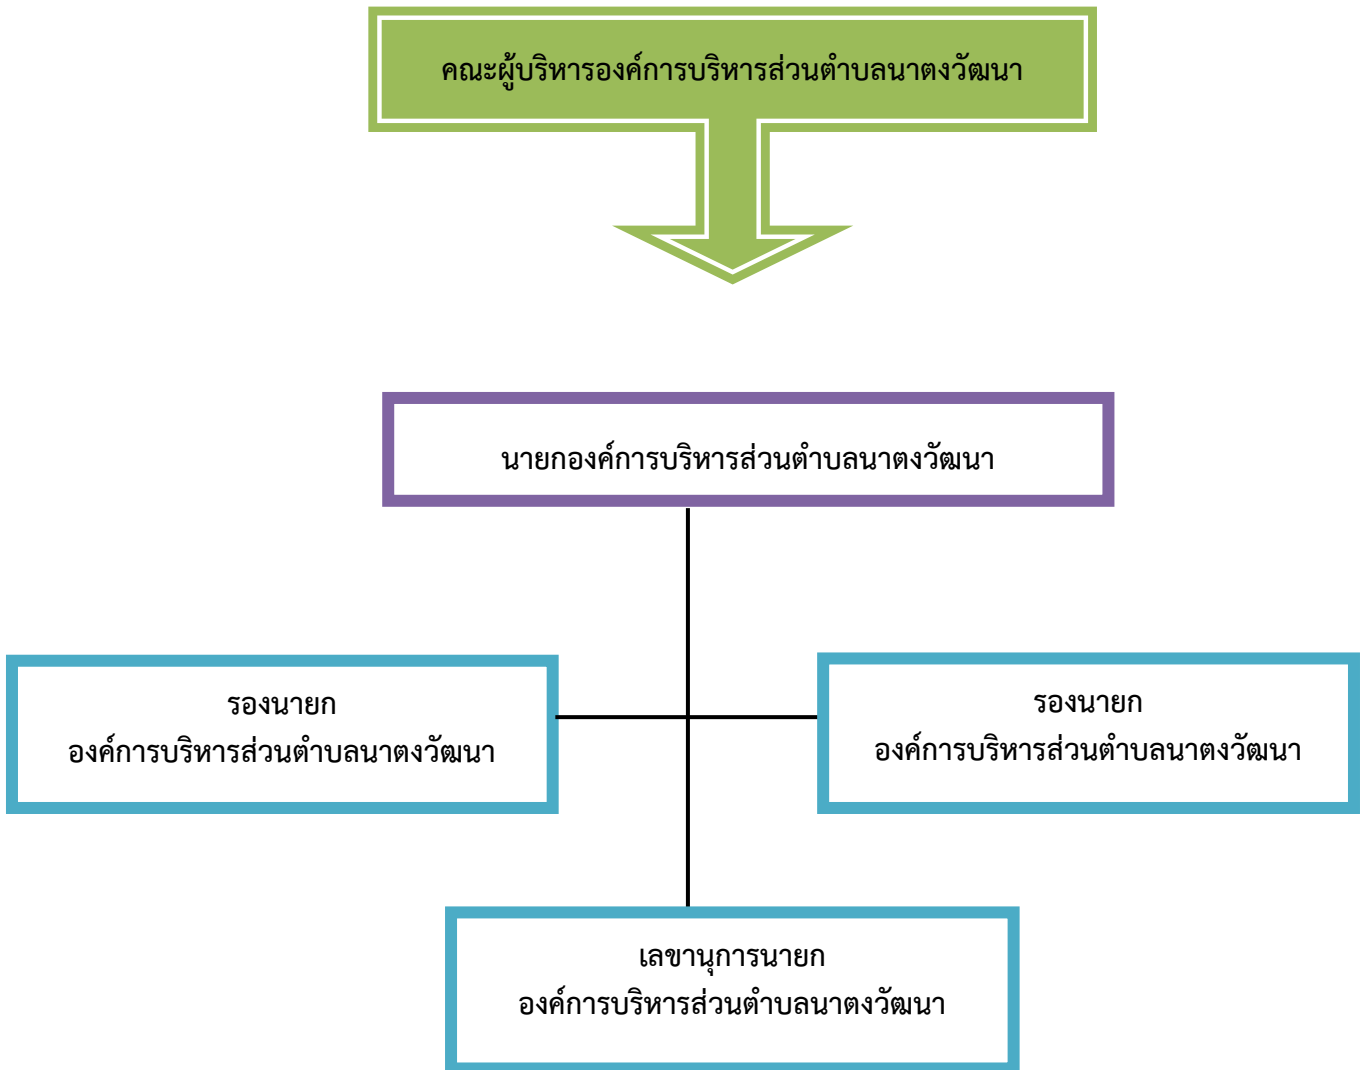 คณะผู้บริหารองค์การบริหารส่วนตำบลนาตงวัฒนา
นายกองค์การบริหารส่วนตำบลนาตงวัฒนา
รองนายก
องค์การบริหารส่วนตำบลนาตงวัฒนา
รองนายก
องค์การบริหารส่วนตำบลนาตงวัฒนา
เลขานุการนายก
องค์การบริหารส่วนตำบลนาตงวัฒนา